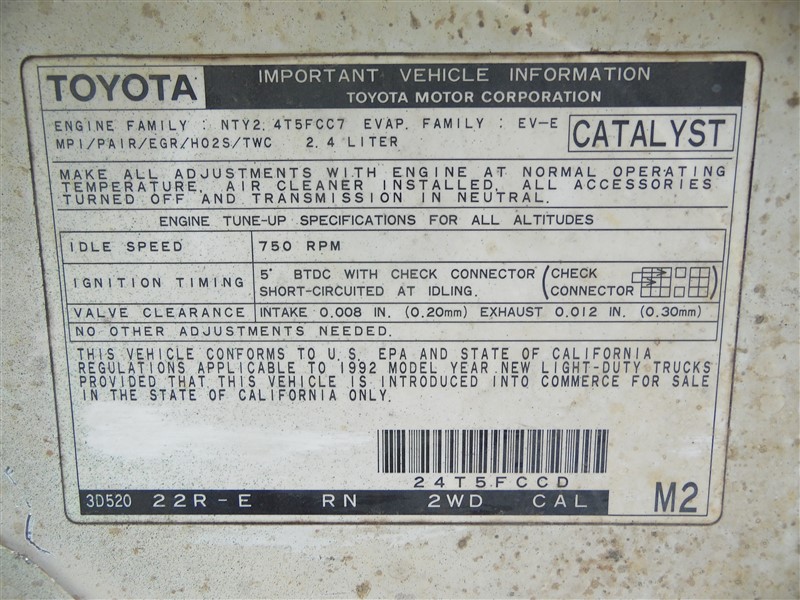 TOYOTA IMPORTANT VEHICLE INFORMATION
TOYOTA MOTOR CORPORATION
ENGINE FAMILY : NTY2.4T5FCC7 EVAP. FAMILY : EV-E
MPI/PAIR/EGR/HO2S/TWC 2.4 LITER
CATALYST
MAKE ALL ADJUSTMENTS WITH ENGINE AT NORMAL OPERATING
TEMPERATURE, AIR CLEANER INSTALLED, ALL ACCESSORIES
TURNED OFF AND TRANSMISSION IN NEUTRAL.
ENGINE TUNE-UP SPECIFICATIONS FOR ALL ALTITUDES
IDLE SPEED 750 RPM
IGNITION TIMING 5° BTDC WITH CHECK CONNECTOR
SHORT-CIRCUITED AT IDLING.
(CHECK
CONNECTOR )
VALVE CLEARANCE INTAKE 0.008 IN. (0.20mm) EXHAUST 0.012 IN. (0.30mm)
NO OTHER ADJUSTMENTS NEEDED.
THIS VEHICLE CONFORMS TO U.S. EPA AND STATE OF CALIFORNIA
REGULATIONS APPLICABLE TO 1992 MODEL YEAR NEW LIGHT-DUTY TRUCKS
PROVIDED THAT THIS VEHICLE IS INTRODUCED INTO COMMERCE FOR SALE
IN THE STATE OF CALIFORNIA ONLY.
24T5FCCD
3D520 22R-E RN 2WD CAL M2